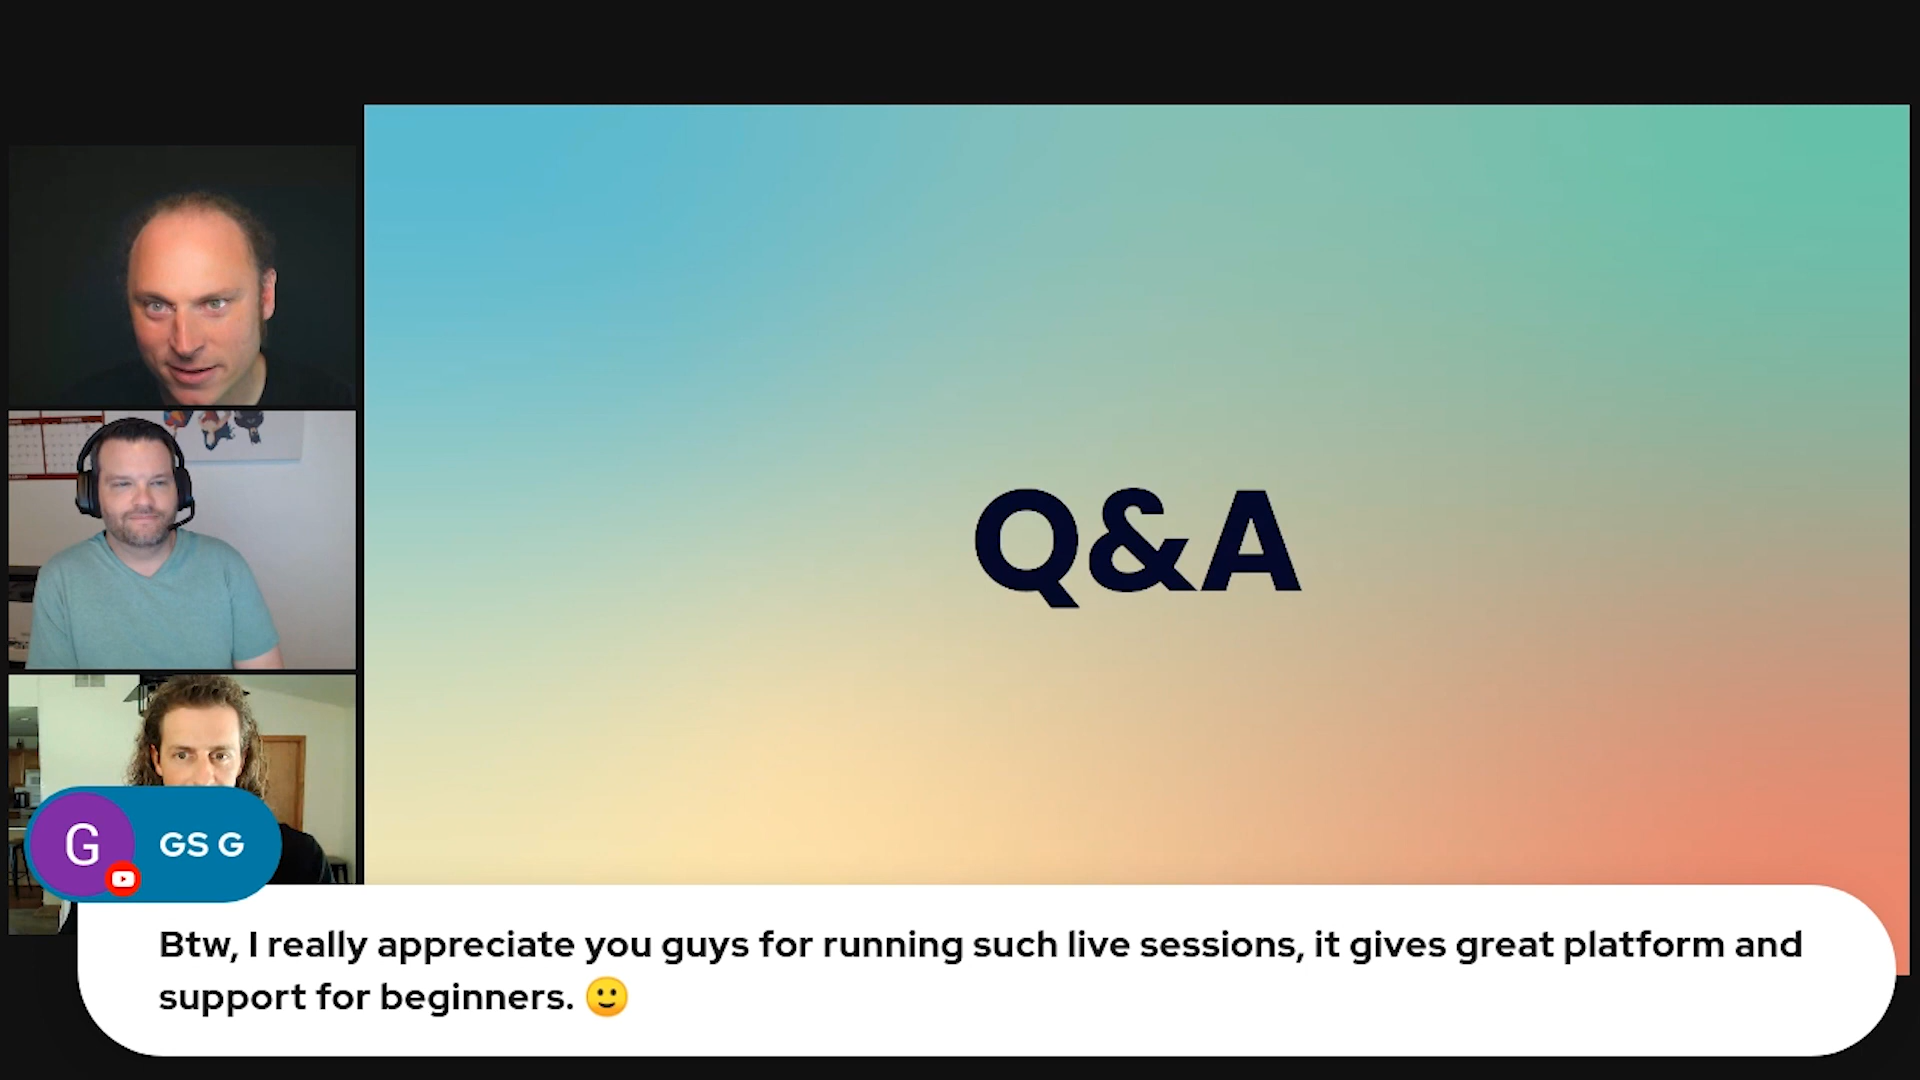 Q&A
G
GS G
Btw, I really appreciate you guys for running such live sessions, it gives great platform and
support for beginners. 🙂